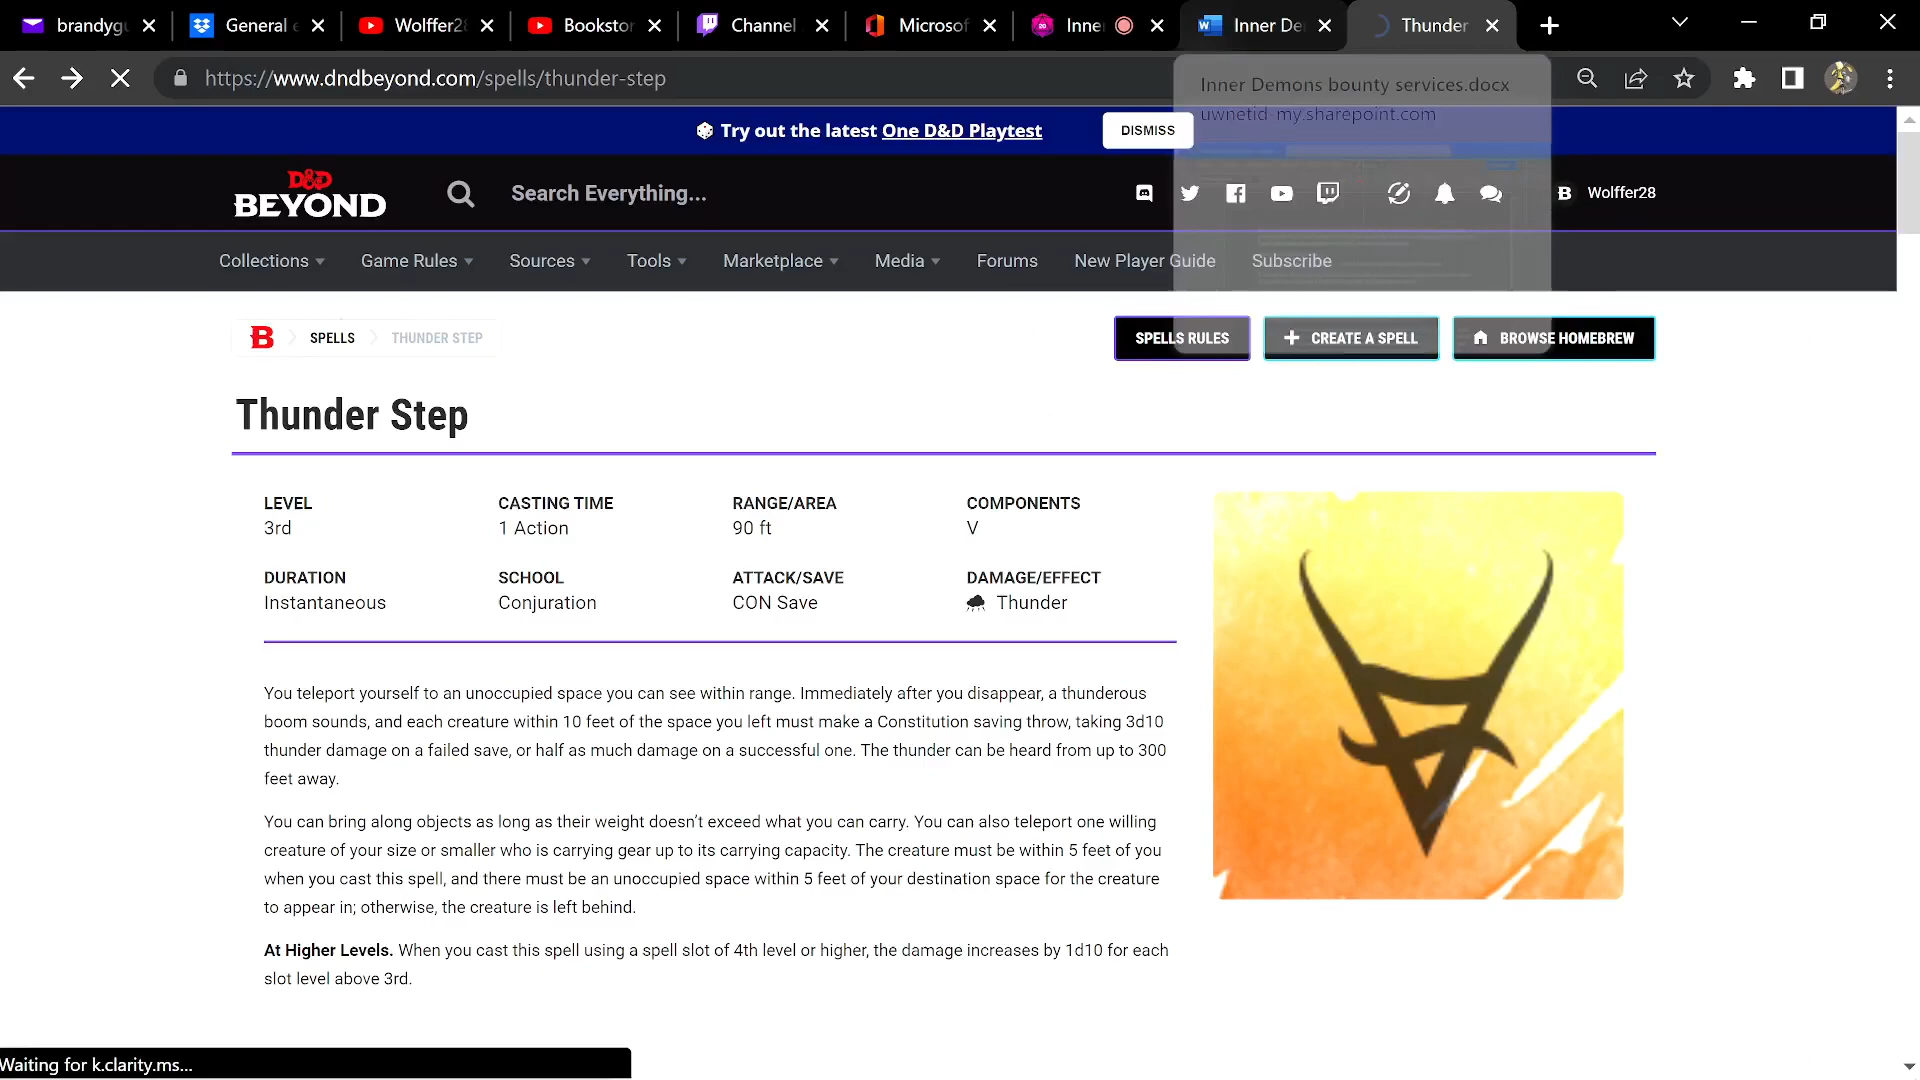 brandygu
General e
Wolffer28
Bookstor
Channel
Microsof
Inne
Inner De
Thunder
https://www.dndbeyond.com/spells/thunder-step
Inner Demons bounty services.docx
uwnetid-my.sharepoint.com
Try out the latest One D&D Playtest
DISMISS
D&D
BEYOND
Search Everything...
Wolffer28
Collections
Game Rules
Sources
Tools
Marketplace
Media
Forums
New Player Guide
Subscribe
SPELLS
THUNDER STEP
SPELLS RULES
CREATE A SPELL
BROWSE HOMEBREW
Thunder Step
LEVEL
3rd
CASTING TIME
1 Action
RANGE/AREA
90 ft
COMPONENTS
V
DURATION
Instantaneous
SCHOOL
Conjuration
ATTACK/SAVE
CON Save
DAMAGE/EFFECT
Thunder
You teleport yourself to an unoccupied space you can see within range. Immediately after you disappear, a thunderous
boom sounds, and each creature within 10 feet of the space you left must make a Constitution saving throw, taking 3d10
thunder damage on a failed save, or half as much damage on a successful one. The thunder can be heard from up to 300
feet away.
You can bring along objects as long as their weight doesn’t exceed what you can carry. You can also teleport one willing
creature of your size or smaller who is carrying gear up to its carrying capacity. The creature must be within 5 feet of you
when you cast this spell, and there must be an unoccupied space within 5 feet of your destination space for the creature
to appear in; otherwise, the creature is left behind.
At Higher Levels. When you cast this spell using a spell slot of 4th level or higher, the damage increases by 1d10 for each
slot level above 3rd.
Waiting for k.clarity.ms...